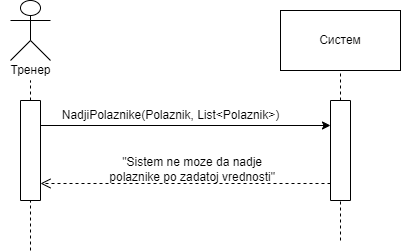 Систем
Тренер
NadjiPolaznike(Polaznik, List<Polaznik>)
"Sistem ne moze da nadje
polaznike po zadatoj vrednosti"